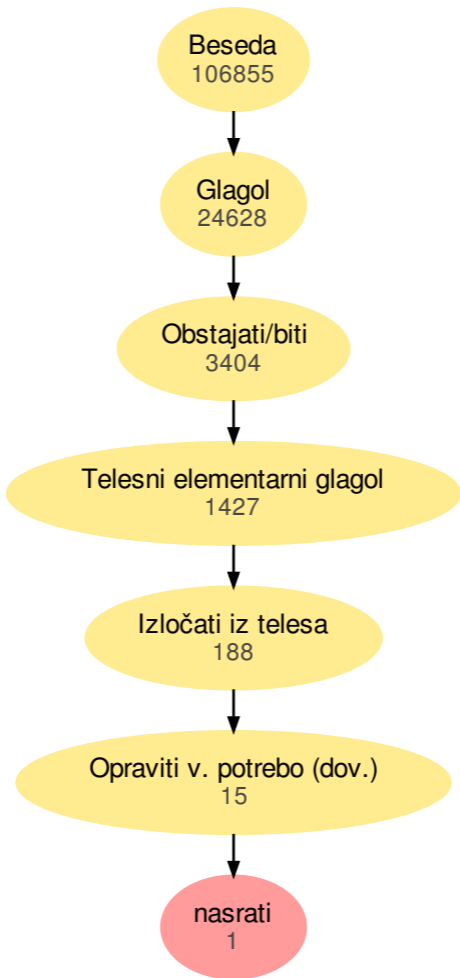 Beseda
106855
Glagol
24628
Obstajati/biti
3404
Telesni elementarni glagol
1427
Izločati iz telesa
188
Opraviti v. potrebo (dov.)
15
nasrati
1